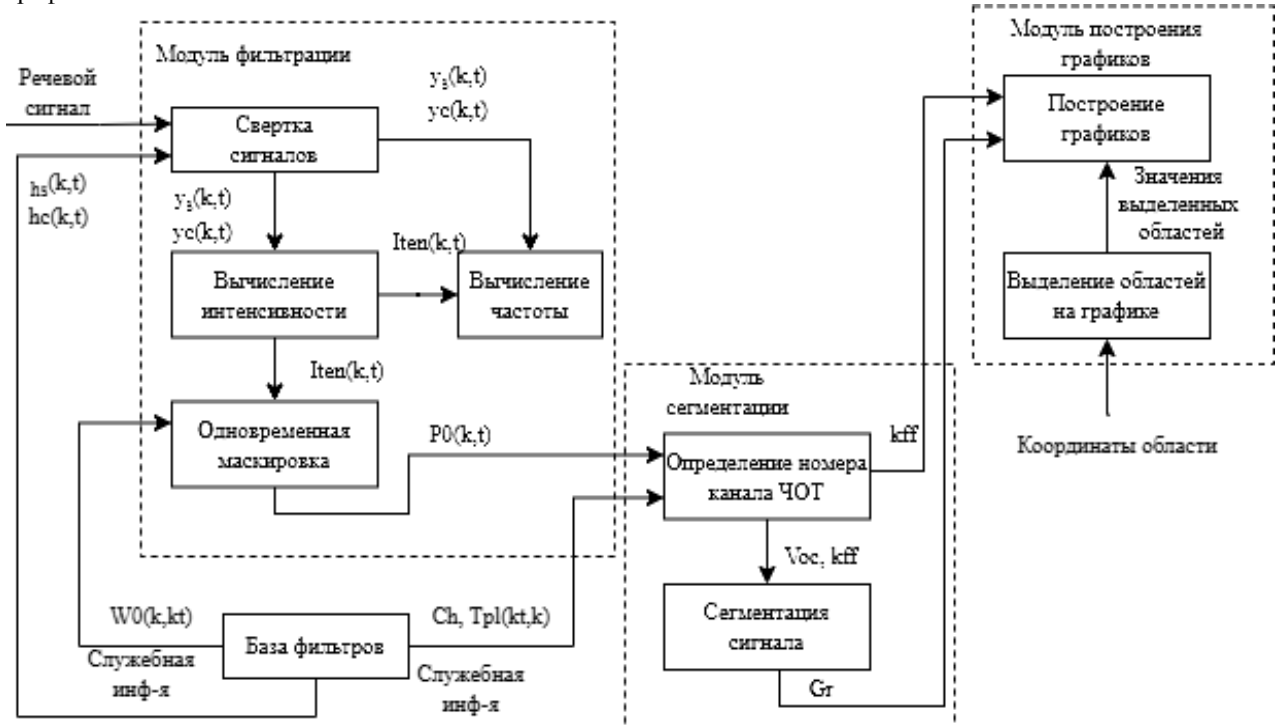 Модуль фильтрации
Речевой
сигнал
Свертка
сигналов
ys(k,t)
yc(k,t)
hs(k,t)
hc(k,t)
ys(k,t)
yc(k,t)
Iten(k,t)
Вычисление
интенсивности
Вычисление
частоты
Iten(k,t)
Одновременная
маскировка
P0(k,t)
W0(k,kt)
Служебная
инф-я
База фильтров
Ch, Tpl(kt,k)
Служебная
инф-я
Модуль
сегментации
Определение номера
канала ЧОТ
kff
Voc, kff
Сегментация
сигнала
Gr
Модуль построения
графиков
Построение
графиков
Значения
выделенных
областей
Выделение областей
на графике
Координаты области